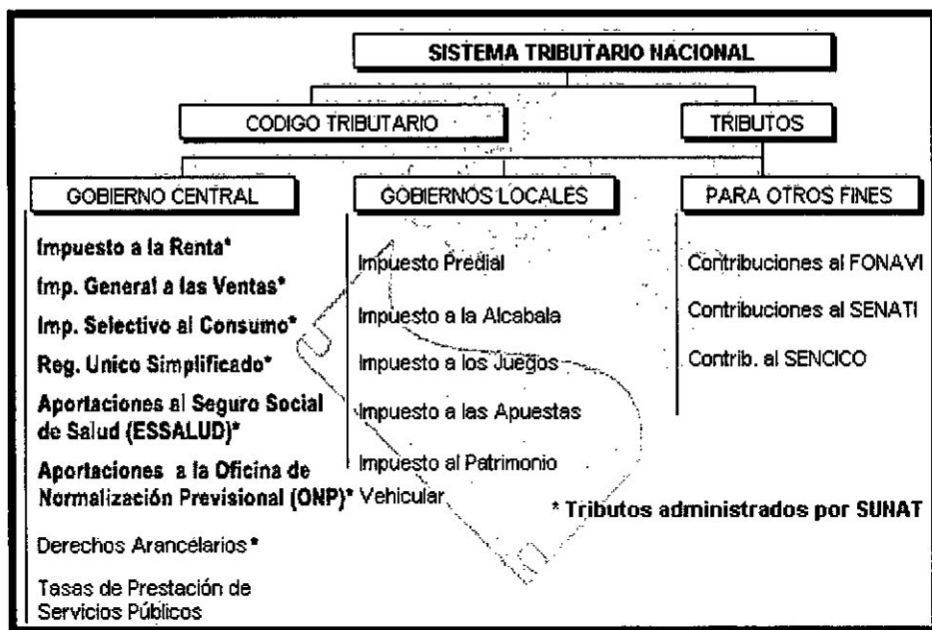 SISTEMA TRIBUTARIO NACIONAL
CODIGO TRIBUTARIO
TRIBUTOS
GOBIERNO CENTRAL
Impuesto a la Renta*
Imp. General a las Ventas*
Imp. Selectivo al Consumo*
Reg. Unico Simplificado*
Aportaciones al Seguro Social
de Salud (ESSALUD)*
Aportaciones a la Oficina de
Normalización Previsional (ONP)*
Derechos Arancelarios*
Tasas de Prestación de
Servicios Públicos
GOBIERNOS LOCALES
Impuesto Predial
Impuesto a la Alcabala
Impuesto a los Juegos
Impuesto a las Apuestas
Impuesto al Patrimonio
Vehicular
PARA OTROS FINES
Contribuciones al FONAVI
Contribuciones al SENATI
Contrib. al SENCICO
* Tributos administrados por SUNAT